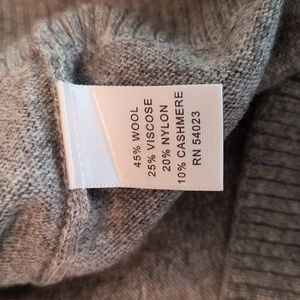 45% WOOL
25% VISCOSE
20% NYLON
10% CASHMERE
RN 54023